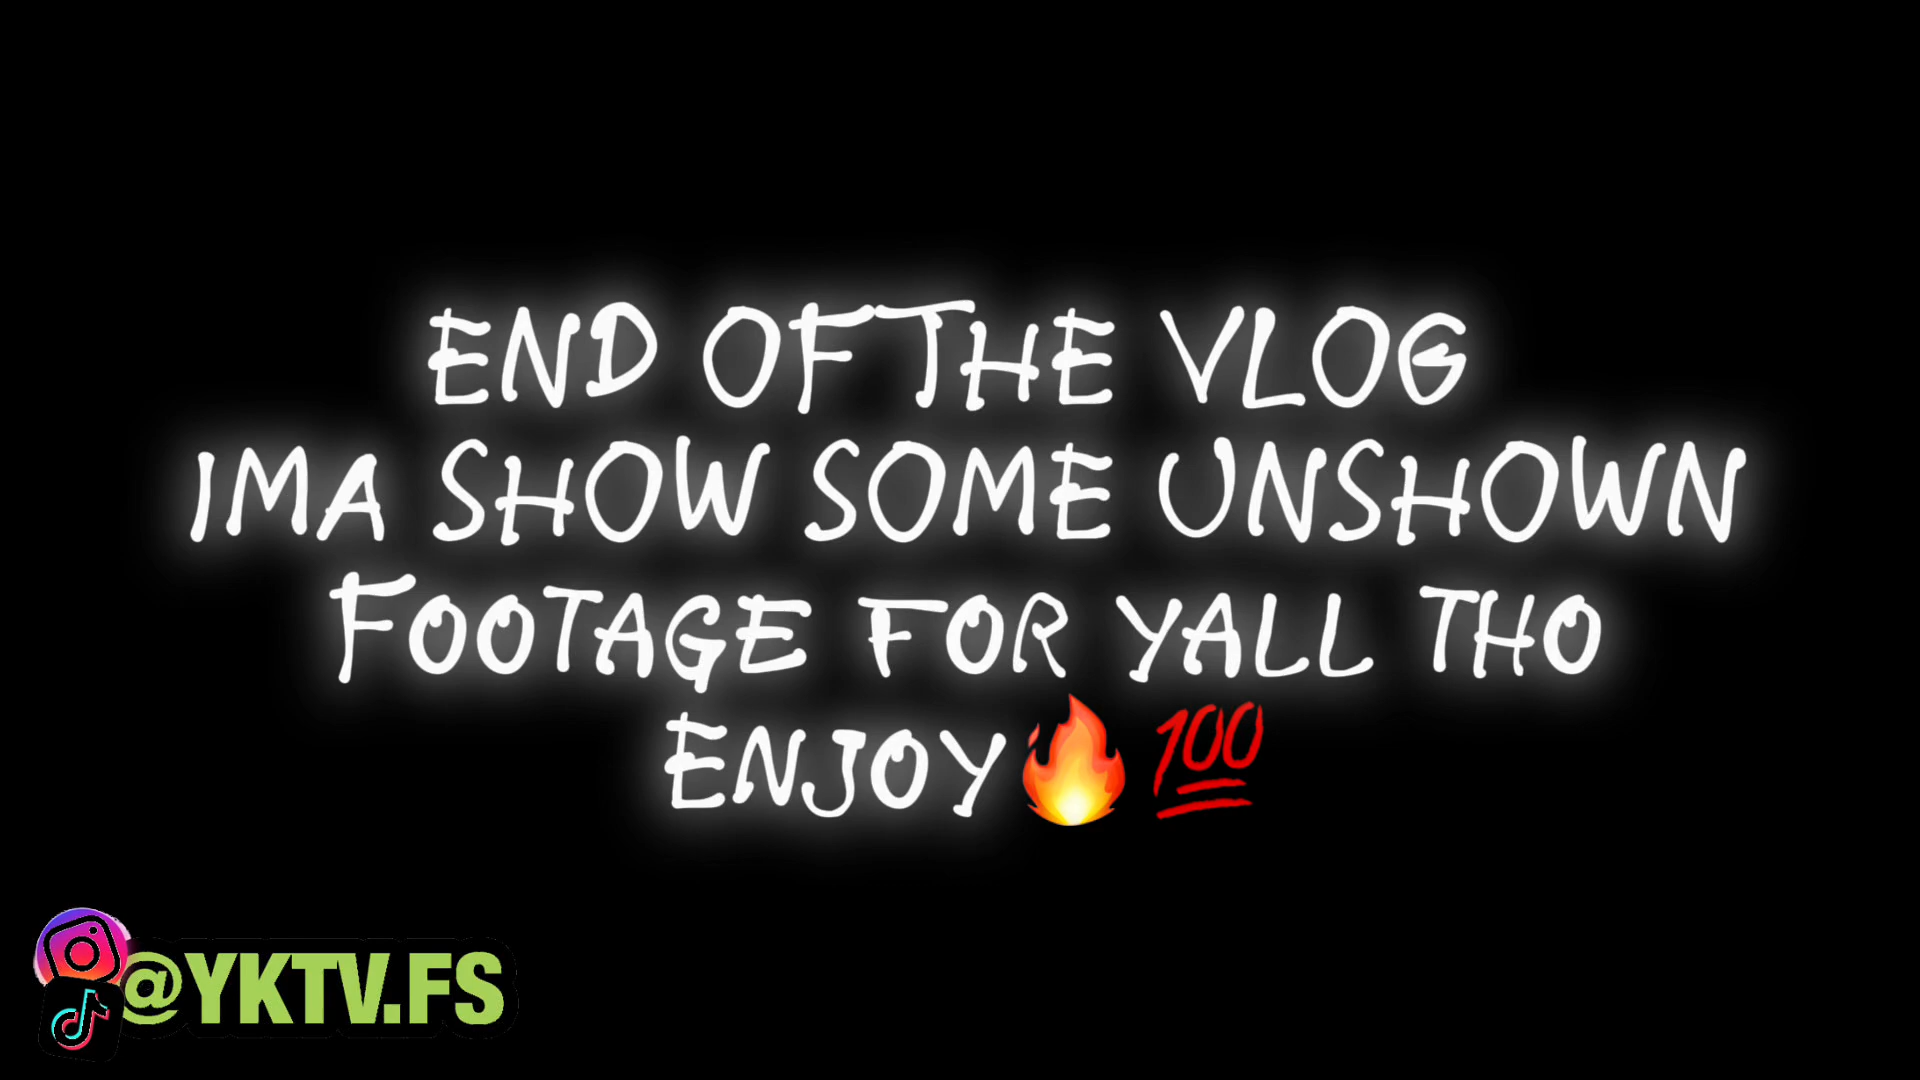 END OF THE VLOG
IMA SHOW SOME UNSHOWN
FOOTAGE FOR YALL THO
ENJOY🔥💯
@YKTV.FS